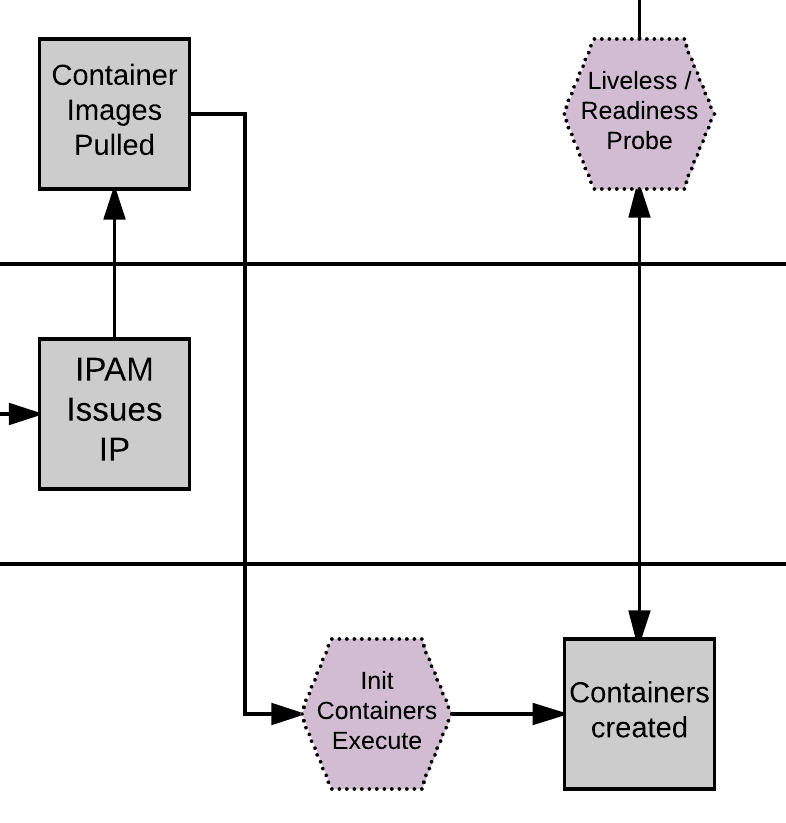 Container
Images
Pulled
Liveless /
Readiness
Probe
IPAM
Issues
IP
Init
Containers
Execute
Containers
created